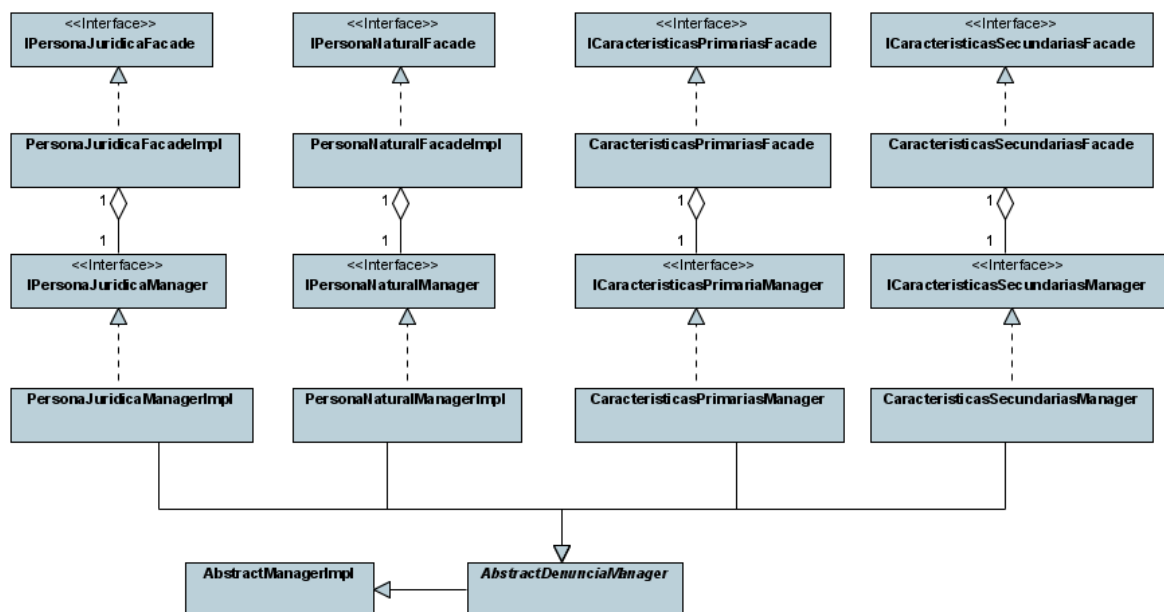 <<Interface>> <<Interface>> <<Interface>> <<Interface>>
IPersonaJuridicaFacade IPersonaNaturalFacade ICaracteristicasPrimariasFacade ICaracteristicasSecundariasFacade
PersonaJuridicaFacadeImpl PersonaNaturalFacadeImpl CaracteristicasPrimariasFacade CaracteristicasSecundariasFacade
1 1 1 1
1 1 1 1
<<Interface>> <<Interface>> <<Interface>> <<Interface>>
IPersonaJuridicaManager IPersonaNaturalManager ICaracteristicasPrimariaManager ICaracteristicasSecundariasManager
PersonaJuridicaManagerImpl PersonaNaturalManagerImpl CaracteristicasPrimariasManager CaracteristicasSecundariasManager
AbstractManagerImpl AbstractDenunciaManager